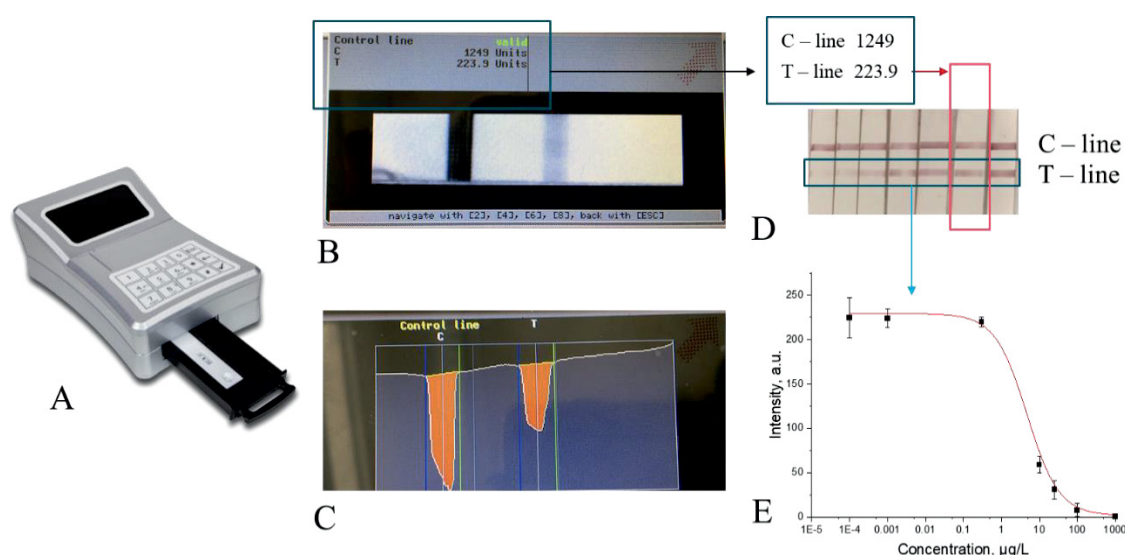 Control line valid
C 1249 Units
T 223.9 Units
navigate with [2], [4], [6], [8], back with [ESC]
B
C – line 1249
T – line 223.9
C – line
T – line
D
A
Control line T
C
C
250
200
150
100
50
0
Intensity, a.u.
1E-5 1E-4 0.001 0.01 0.1 1 10 100 1000
Concentration, µg/L
E